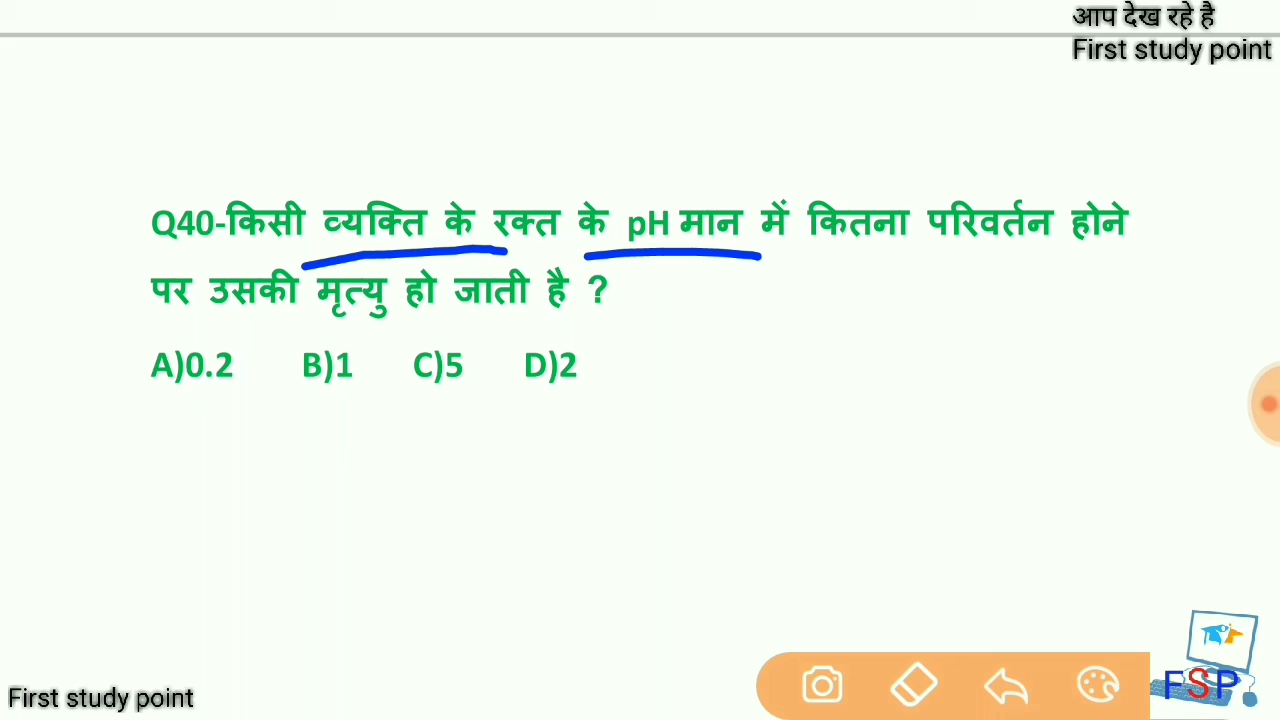 आप देख रहे है
First study point
Q40-किसी व्यक्ति के रक्त के pH मान में कितना परिवर्तन होने
पर उसकी मृत्यु हो जाती है ?
A)0.2 B)1 C)5 D)2
FSP
First study point